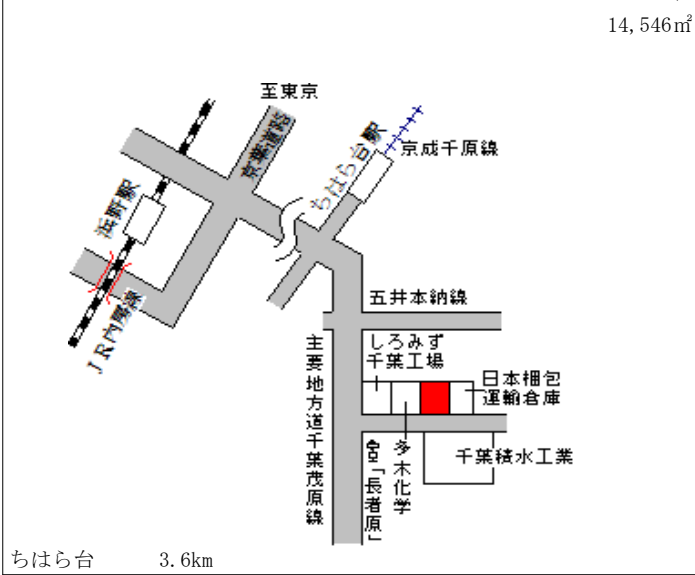 14,546㎡
至東京
京葉道路
ちはら台駅
京成千原線
浜野駅
JR内房線
五井本納線
主要地方道千葉茂原線
しろみず
千葉工場
日本梱包
運輸倉庫
「長者原」
多木化学
千葉積水工業
ちはら台 3.6km